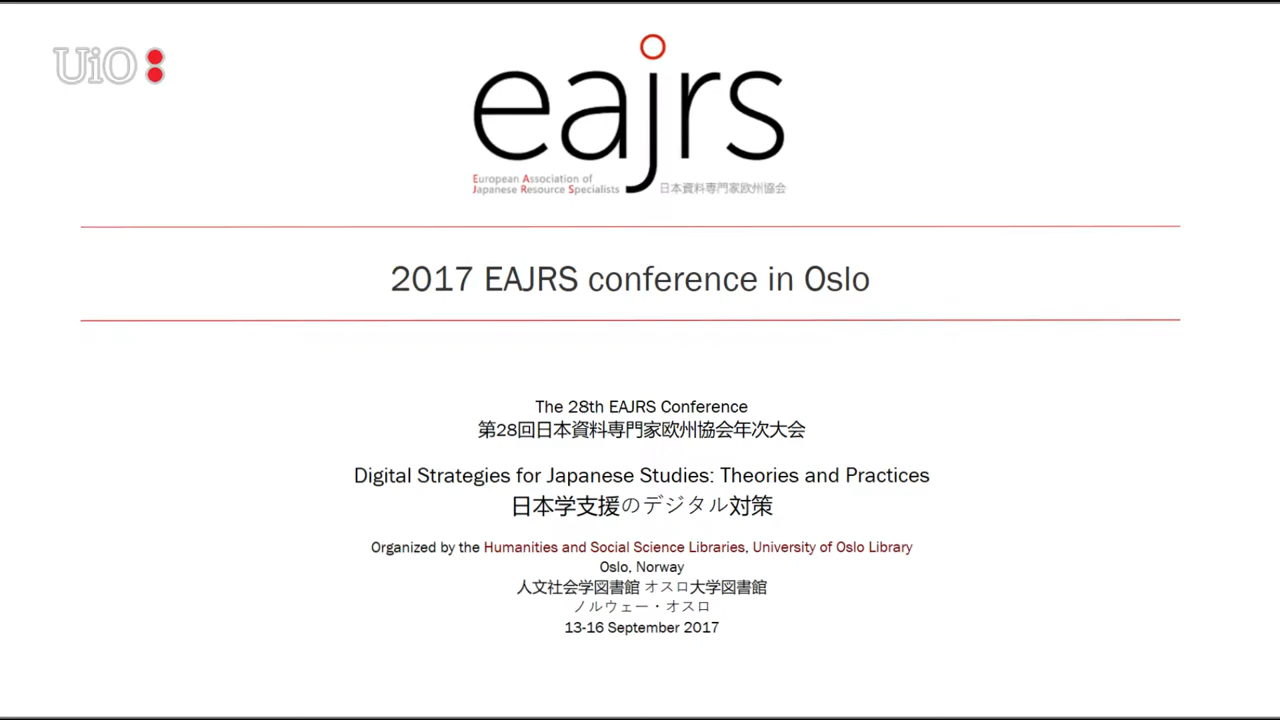 UiO
eajrs
European Association of
Japanese Resource Specialists
日本資料専門家欧州協会
2017 EAJRS conference in Oslo
The 28th EAJRS Conference
第28回日本資料専門家欧州協会年次大会
Digital Strategies for Japanese Studies: Theories and Practices
日本学支援のデジタル対策
Organized by the Humanities and Social Science Libraries, University of Oslo Library
Oslo, Norway
人文社会学図書館 オスロ大学図書館
ノルウェー・オスロ
13-16 September 2017